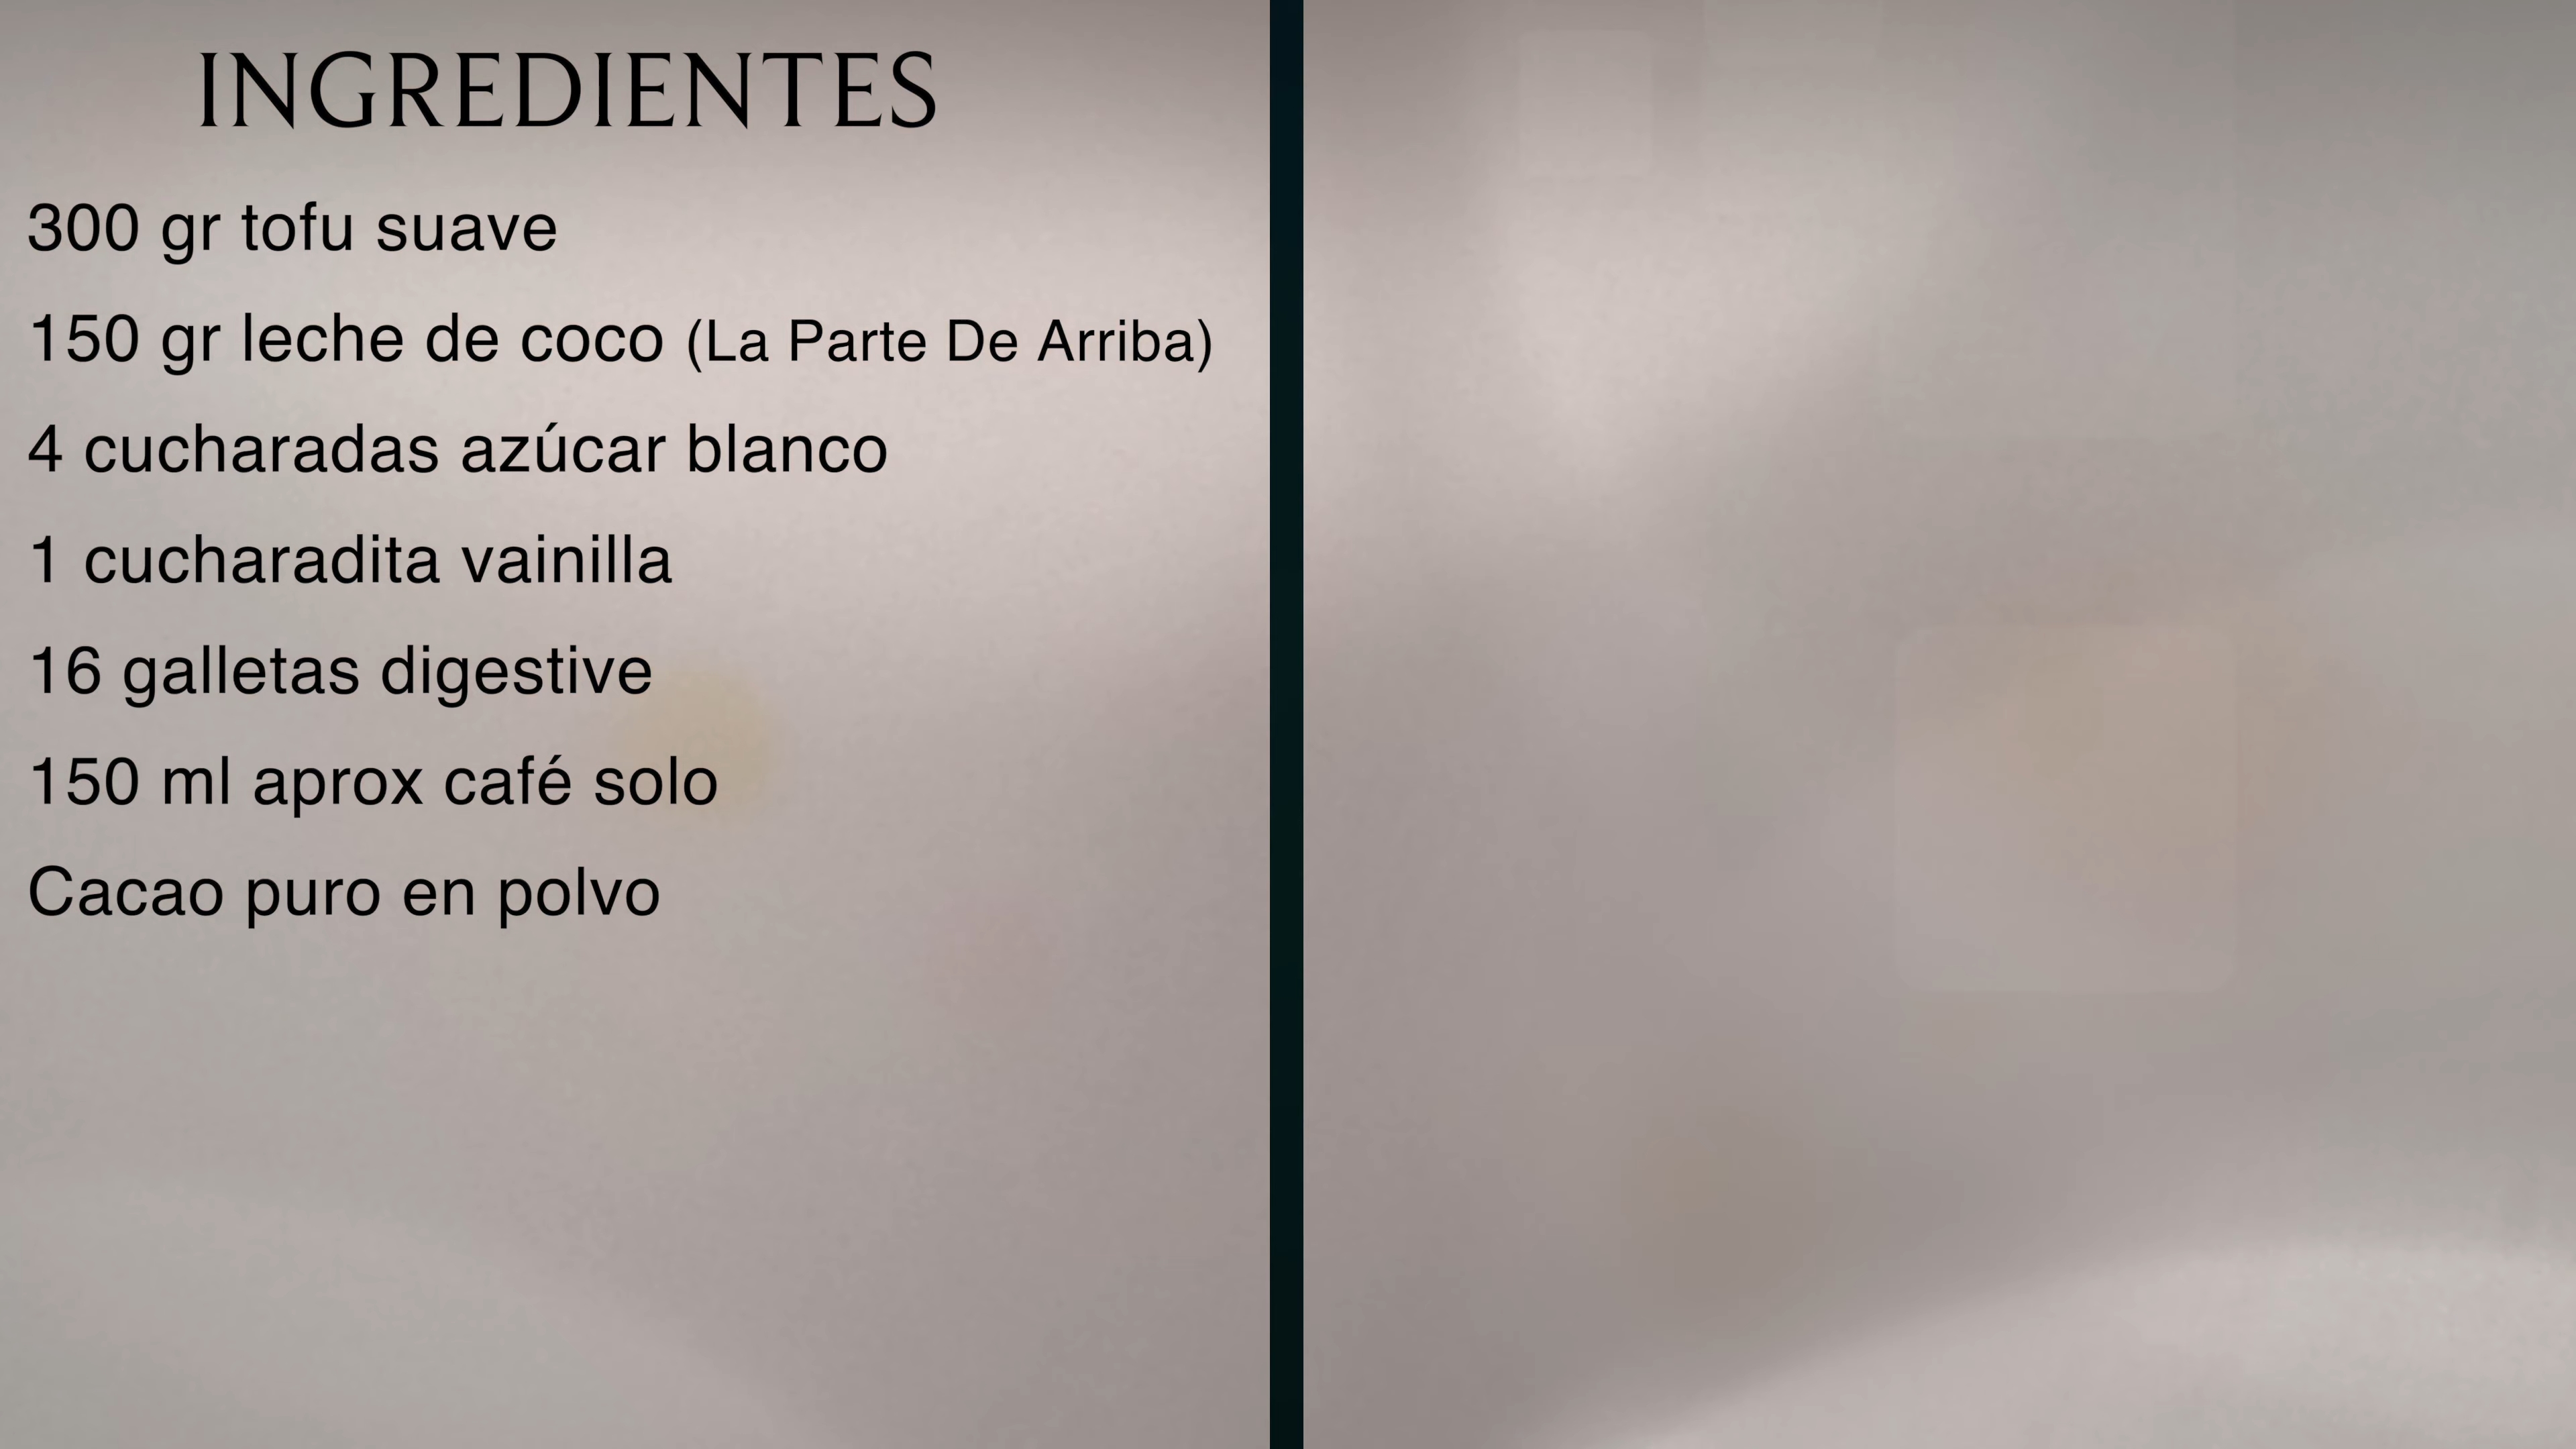 INGREDIENTES
300 gr tofu suave
150 gr leche de coco (La Parte De Arriba)
4 cucharadas azúcar blanco
1 cucharadita vainilla
16 galletas digestive
150 ml aprox café solo
Cacao puro en polvo